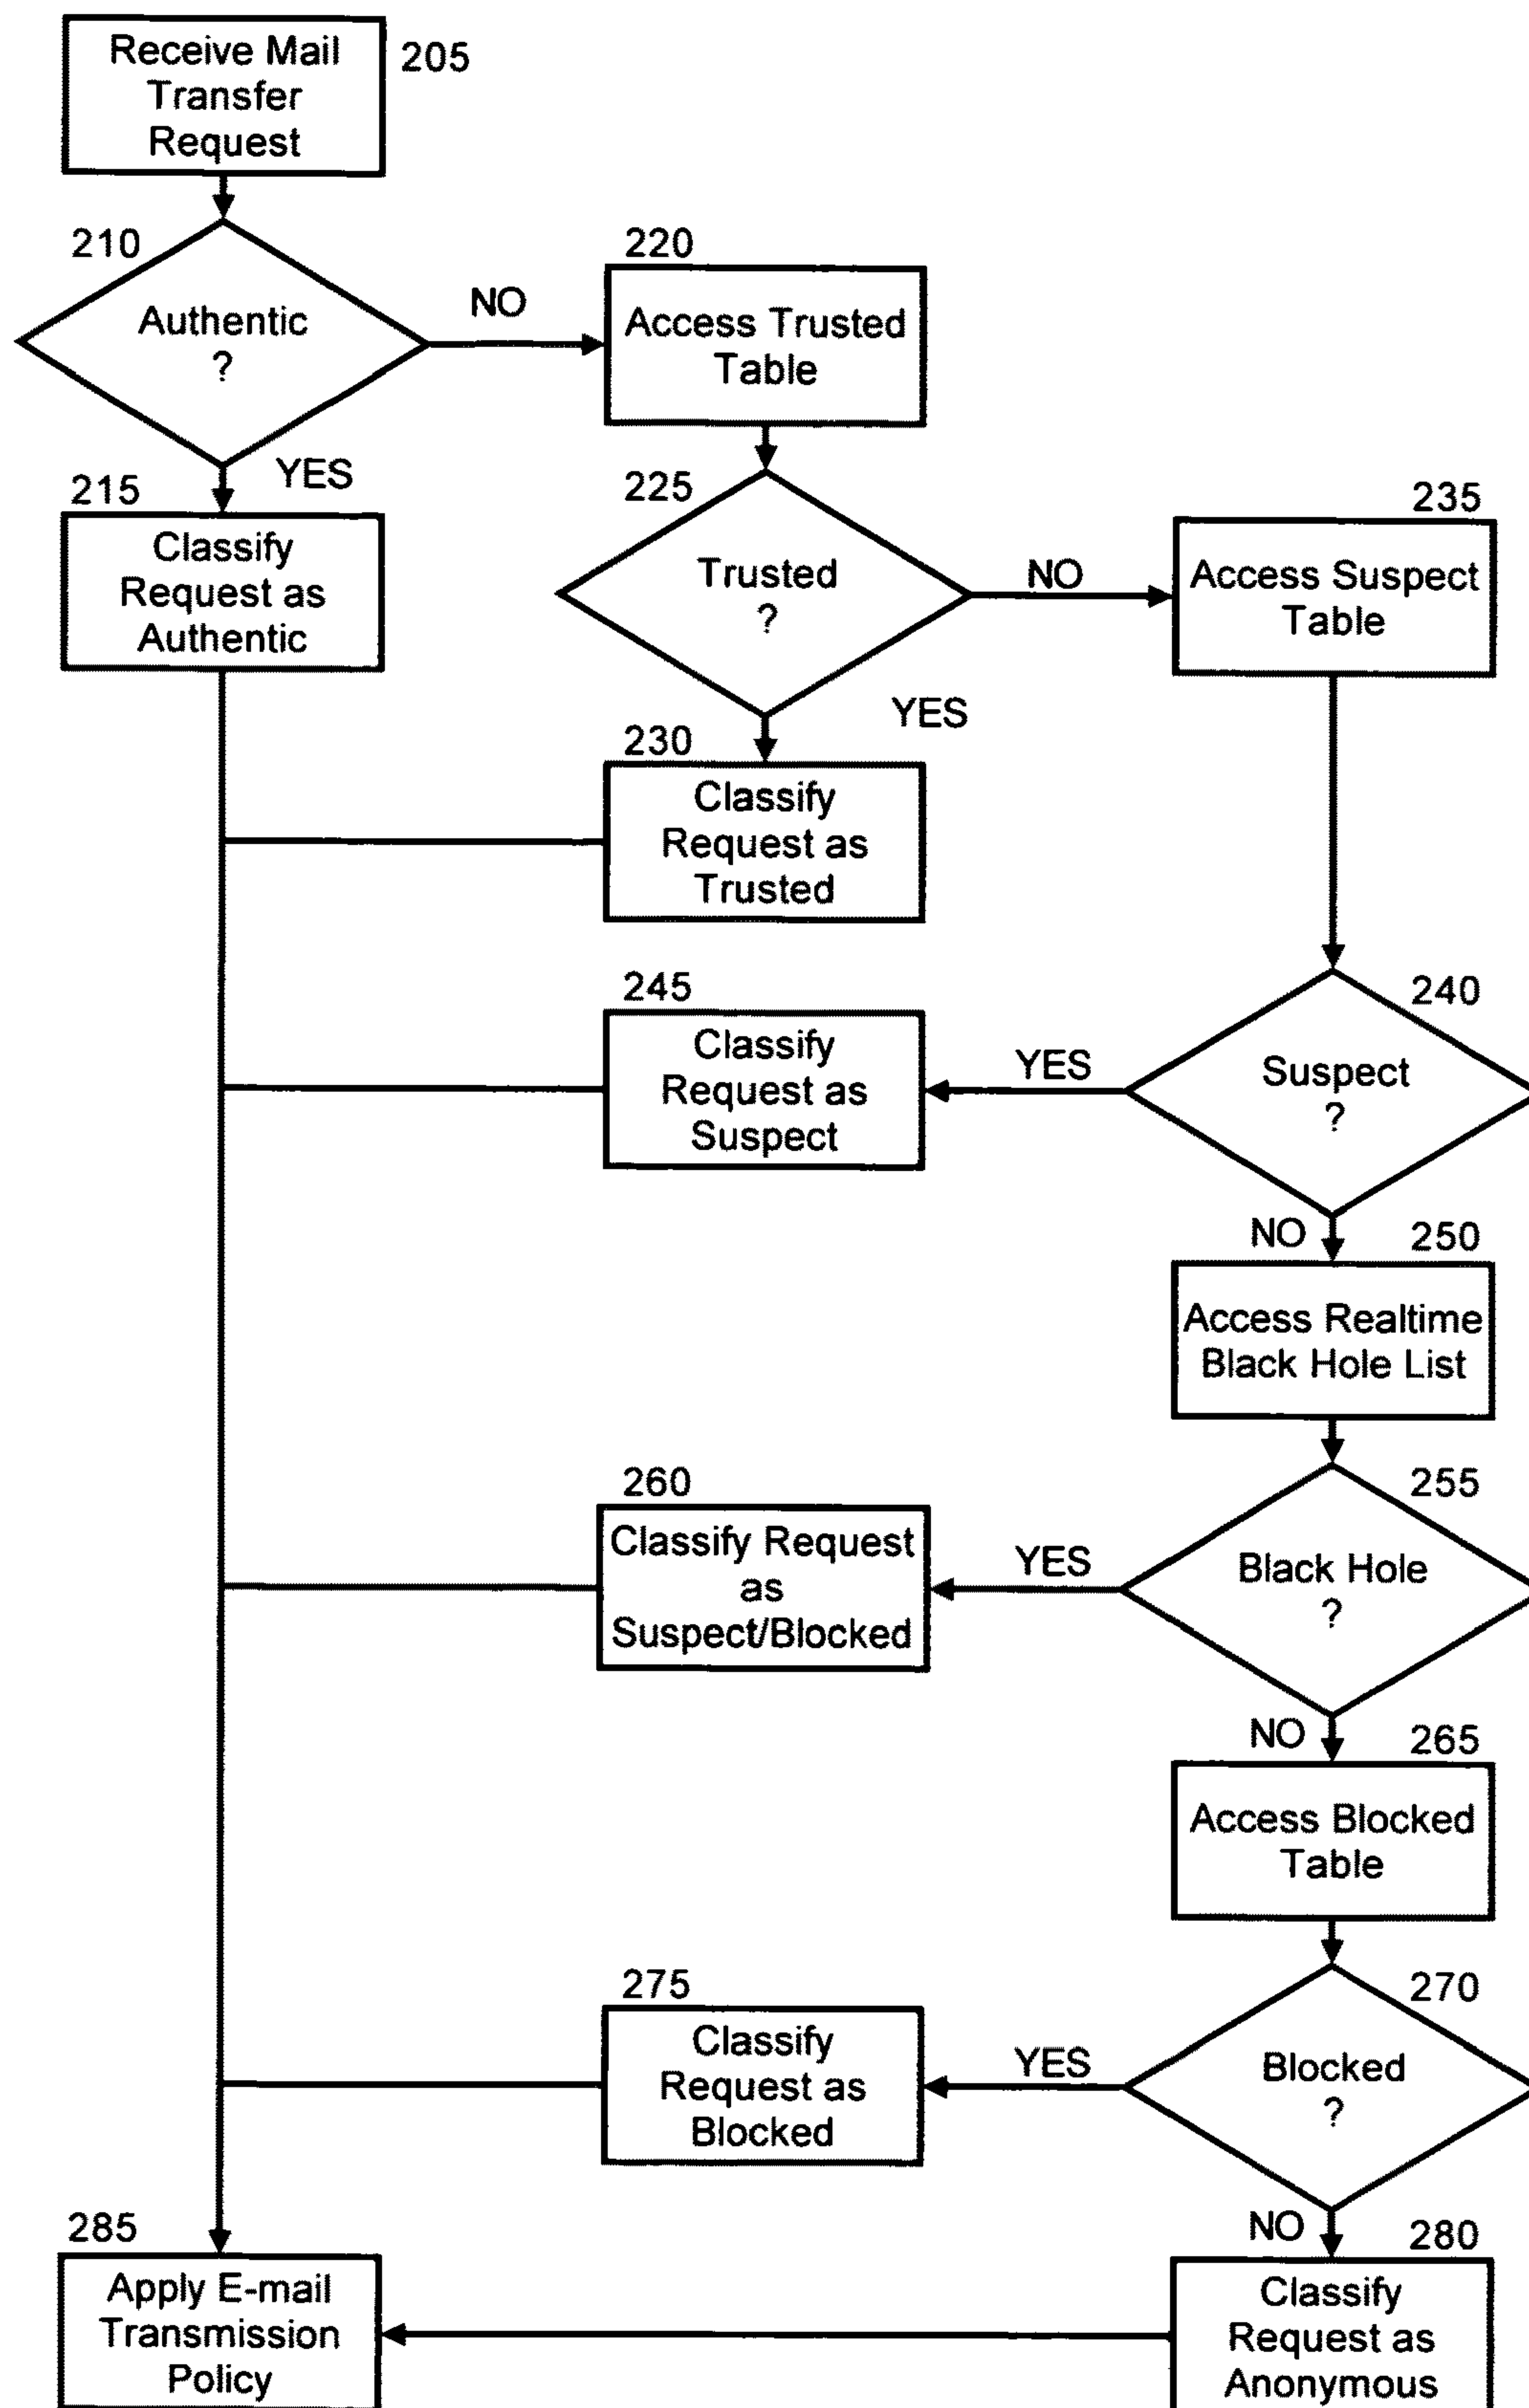 Receive Mail
Transfer
Request
205
210
Authentic
?
NO
YES
220
Access Trusted
Table
215
Classify
Request as
Authentic
225
Trusted
?
NO
YES
235
Access Suspect
Table
230
Classify
Request as
Trusted
240
Suspect
?
YES
NO
245
Classify
Request as
Suspect
250
Access Realtime
Black Hole List
255
Black Hole
?
YES
NO
260
Classify Request
as
Suspect/Blocked
265
Access Blocked
Table
270
Blocked
?
YES
NO
275
Classify
Request as
Blocked
280
Classify
Request as
Anonymous
285
Apply E-mail
Transmission
Policy